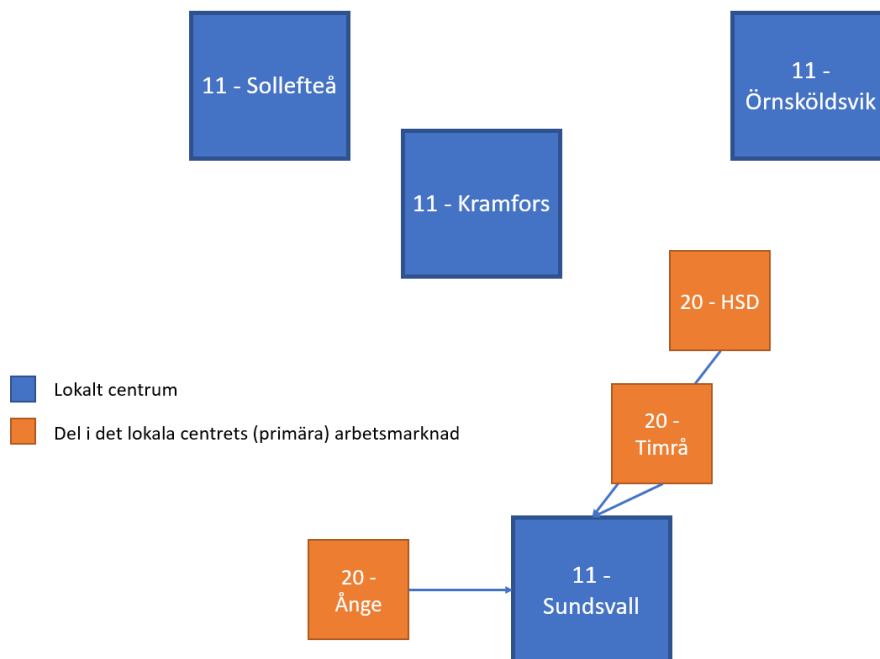 11 - Sollefteå
11 -
Örnsköldsvik
11 - Kramfors
20 - HSD
Lokalt centrum
Del i det lokala centrets (primära) arbetsmarknad
20 -
Timrå
20 -
Ånge
11 -
Sundsvall